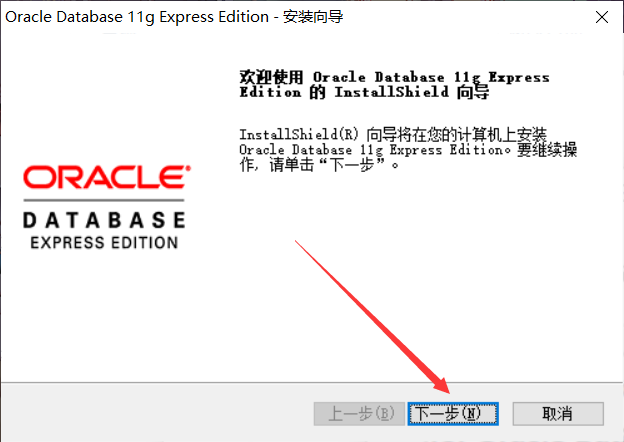 Oracle Database 11g Express Edition - 安装向导
欢迎使用 Oracle Database 11g Express
Edition 的 InstallShield 向导
InstallShield(R) 向导将在您的计算机上安装
Oracle Database 11g Express Edition。要继续操
作, 请单击“下一步”。
ORACLE®
DATABASE
EXPRESS EDITION
上一步(B) 下一步(N) 取消